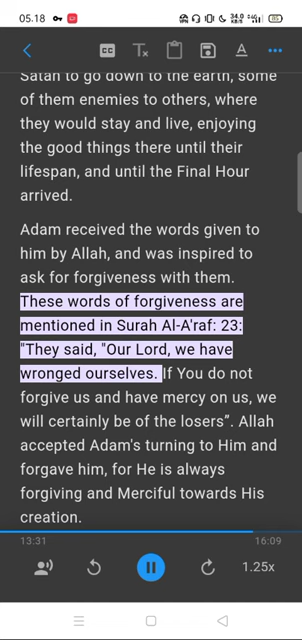 05.18
34.0 KB/s
4G+
85
CC
Satan to go down to the earth, some
of them enemies to others, where
they would stay and live, enjoying
the good things there until their
lifespan, and until the Final Hour
arrived.
Adam received the words given to
him by Allah, and was inspired to
ask for forgiveness with them.
These words of forgiveness are
mentioned in Surah Al-A'raf: 23:
"They said, "Our Lord, we have
wronged ourselves. If You do not
forgive us and have mercy on us, we
will certainly be of the losers”. Allah
accepted Adam's turning to Him and
forgave him, for He is always
forgiving and Merciful towards His
creation.
13:31
16:09
1.25x